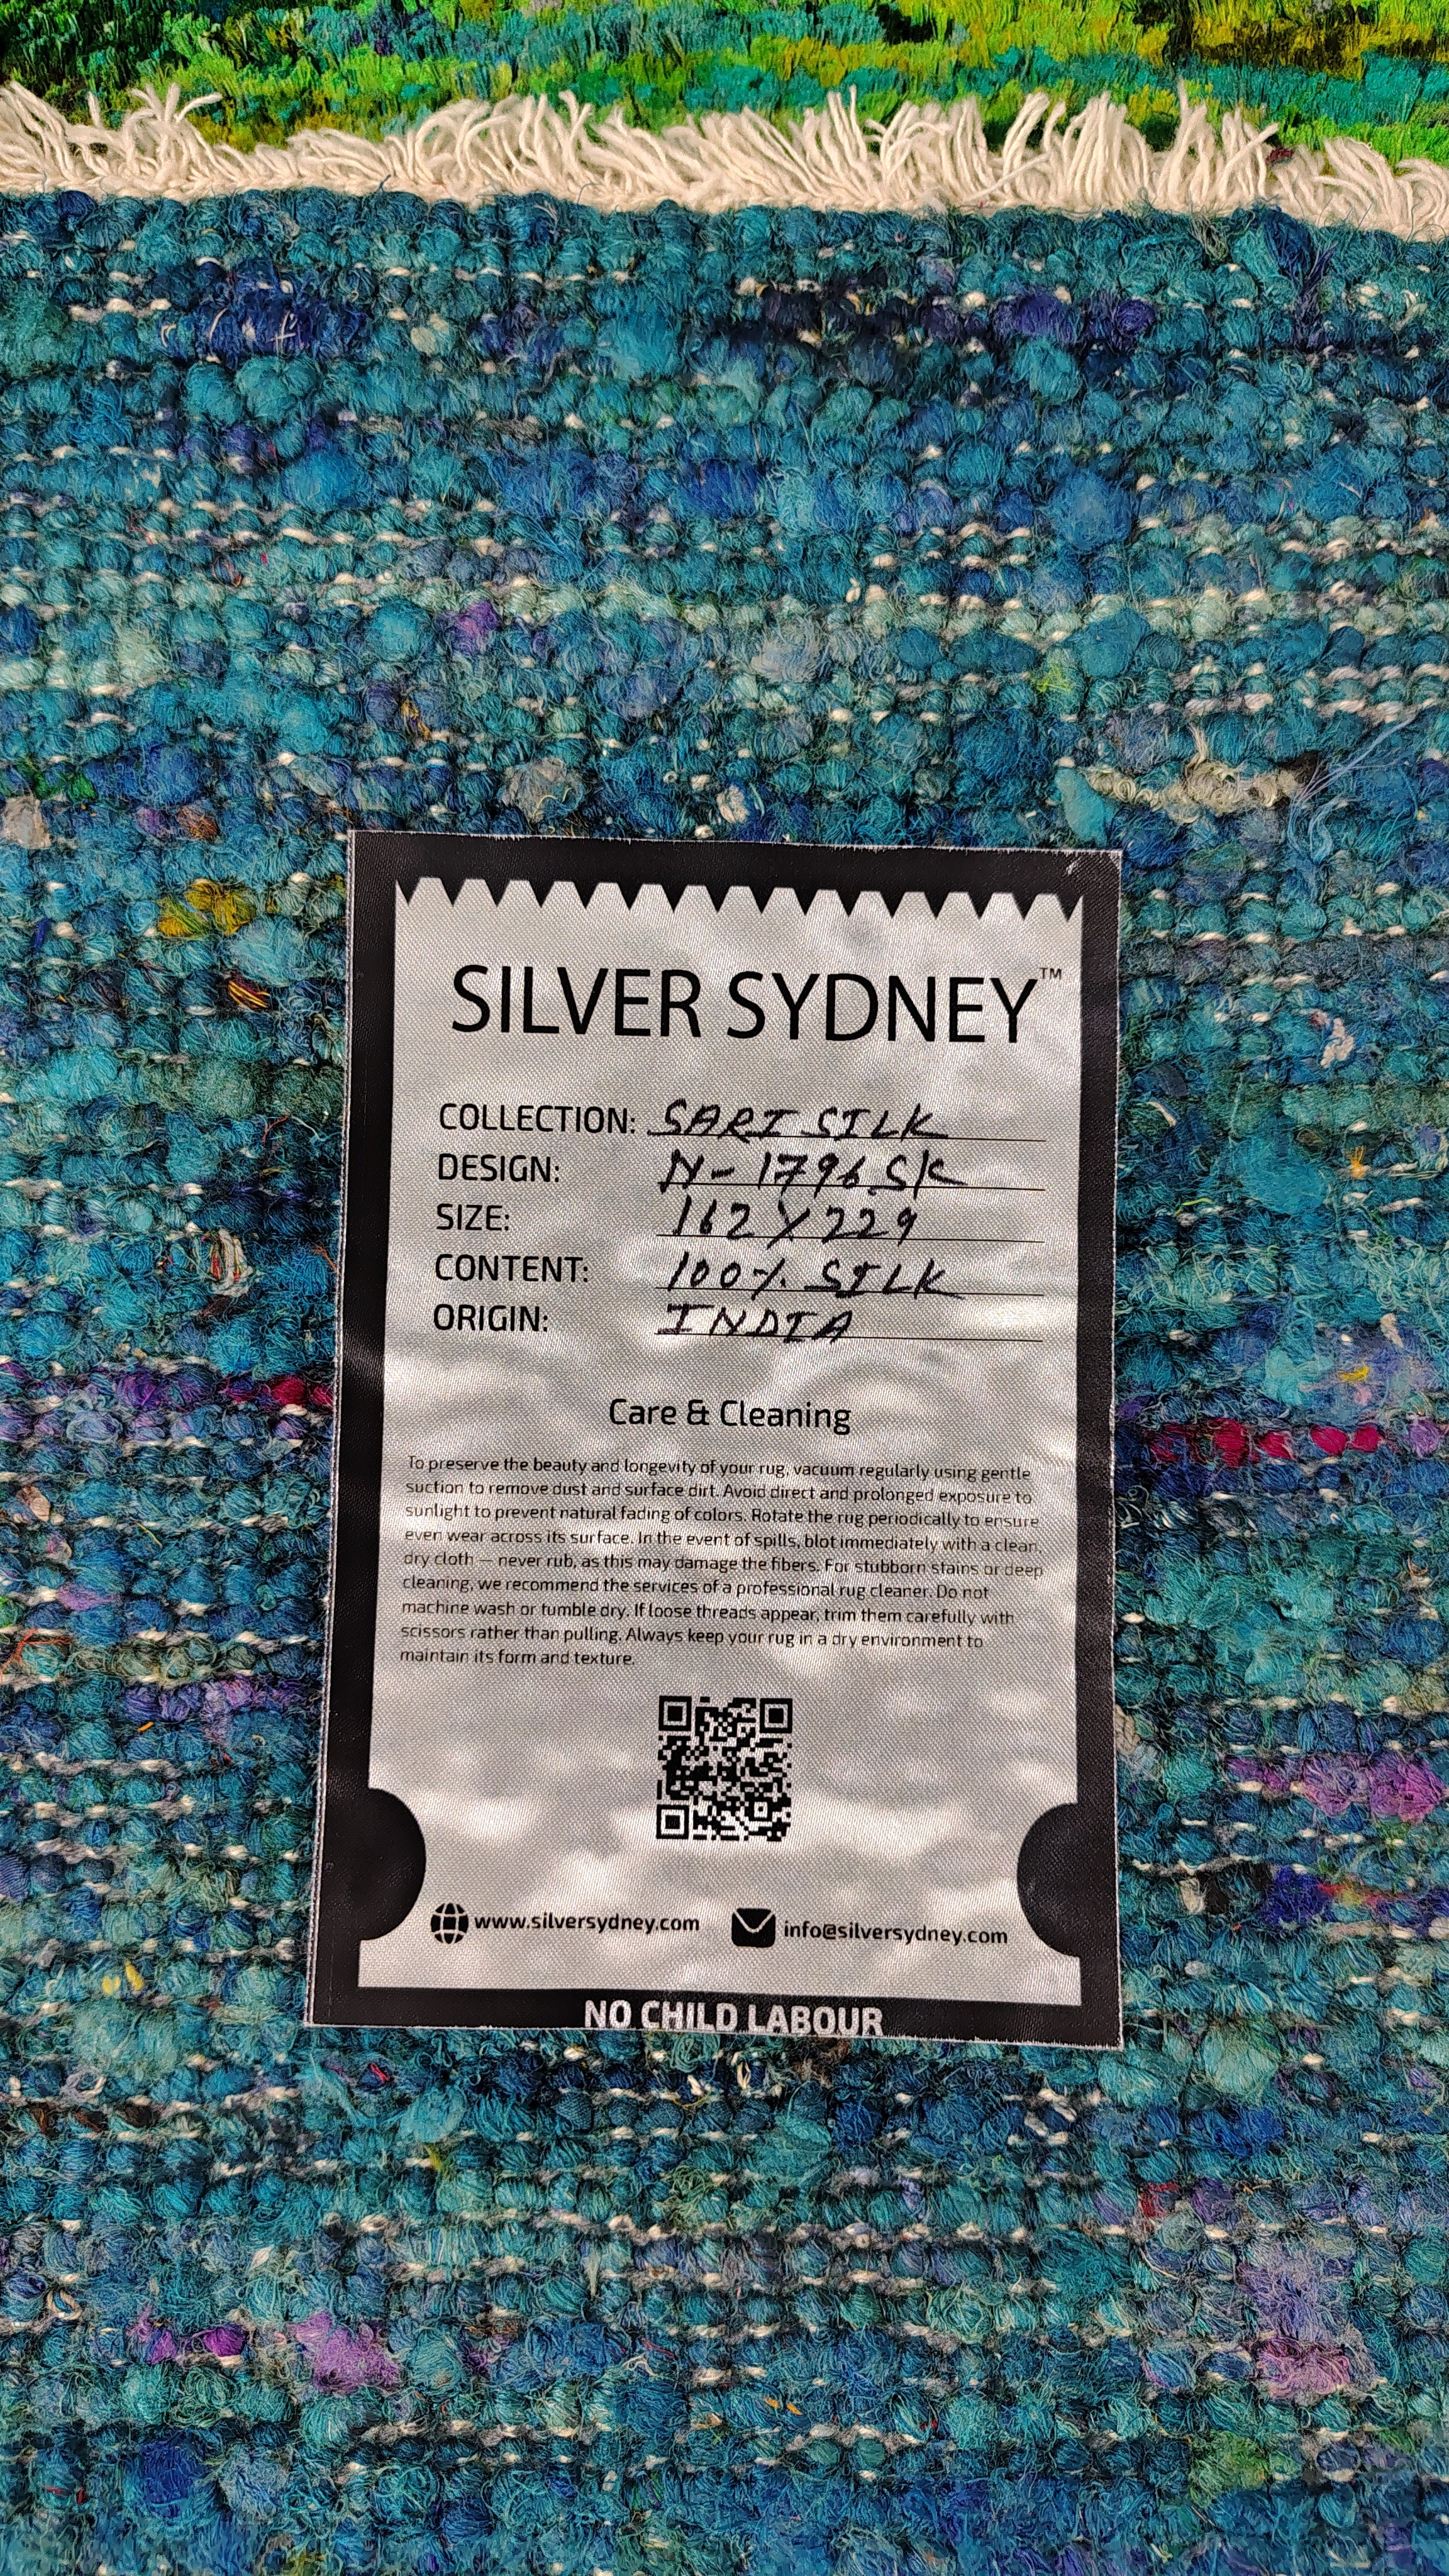 SILVER SYDNEY™
COLLECTION: SARI SILK
DESIGN: N-1796 SK
SIZE: 162 X 229
CONTENT: 100% SILK
ORIGIN: INDIA
Care & Cleaning
To preserve the beauty and longevity of your rug, vacuum regularly using gentle
suction to remove dust and surface dirt. Avoid direct and prolonged exposure to
sunlight to prevent natural fading of colors. Rotate the rug periodically to ensure
even wear across its surface. In the event of spills, blot immediately with a clean,
dry cloth — never rub, as this may damage the fibers. For stubborn stains or deep
cleaning, we recommend the services of a professional rug cleaner. Do not
machine wash or tumble dry. If loose threads appear, trim them carefully with
scissors rather than pulling. Always keep your rug in a dry environment to
maintain its form and texture.
www.silversydney.com info@silversydney.com
NO CHILD LABOUR